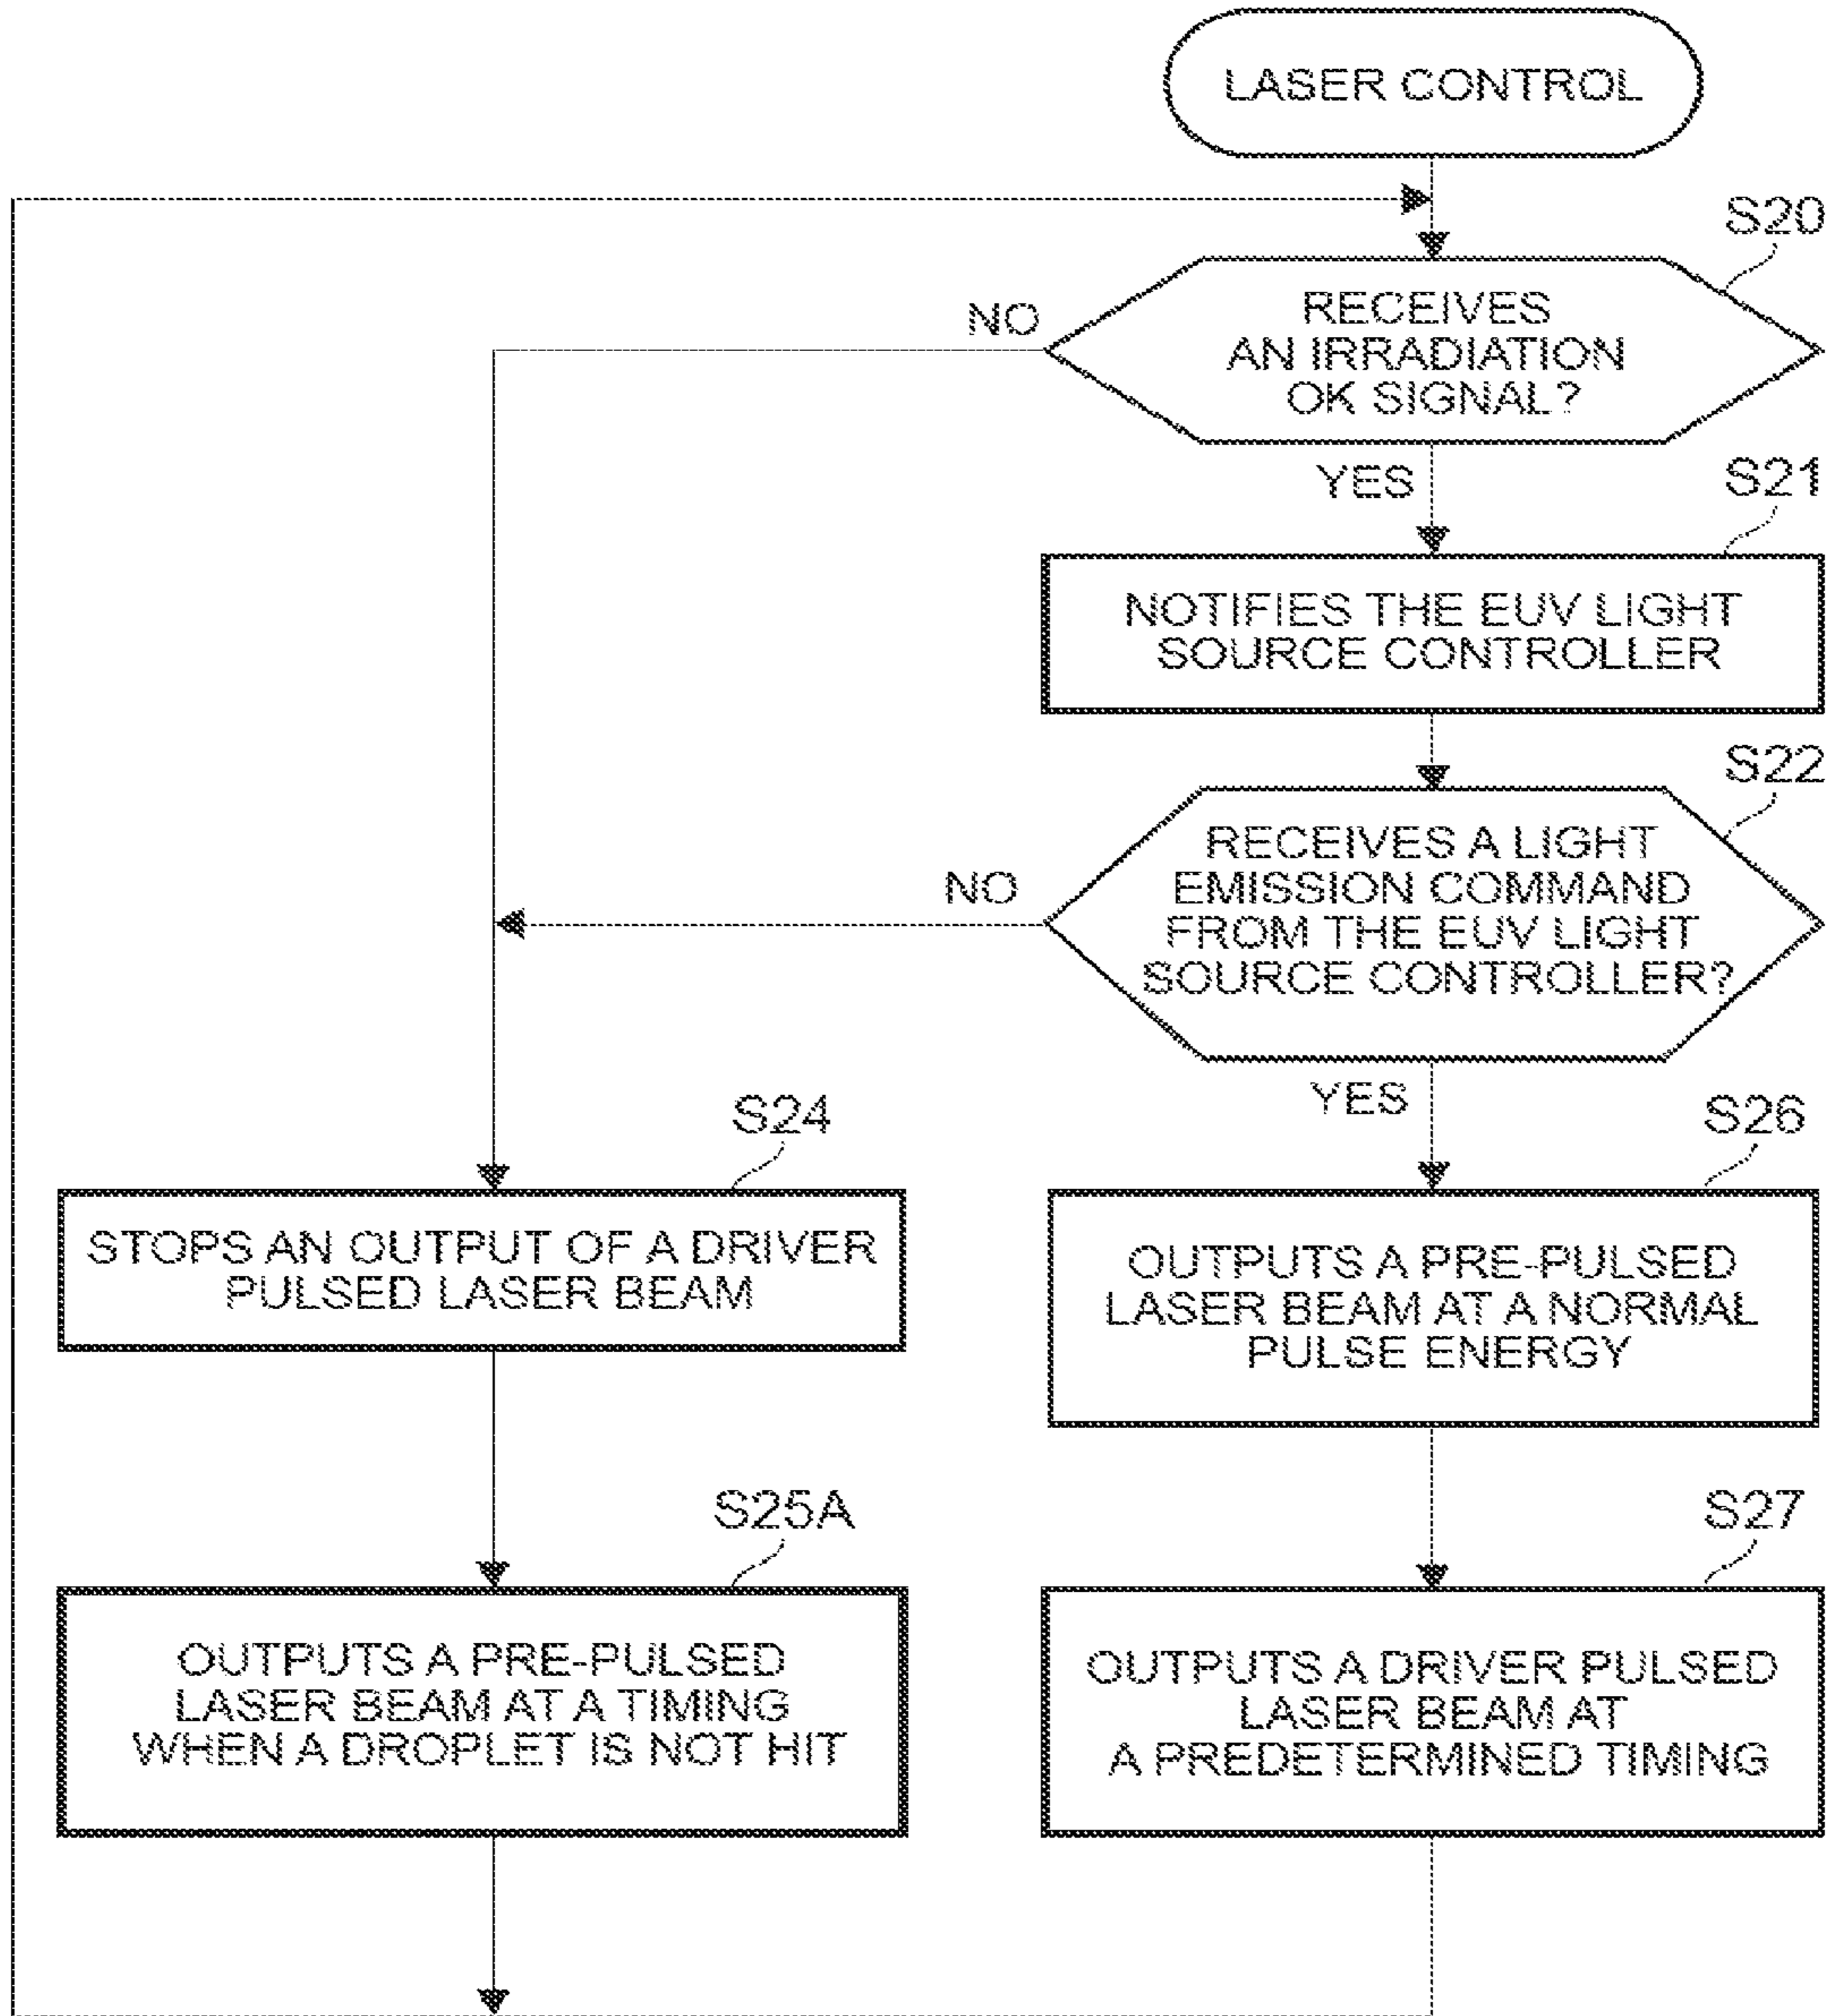 LASER CONTROL
S20
RECEIVES
AN IRRADIATION
OK SIGNAL?
NO
YES
S21
NOTIFIES THE EUV LIGHT
SOURCE CONTROLLER
S22
RECEIVES A LIGHT
EMISSION COMMAND
FROM THE EUV LIGHT
SOURCE CONTROLLER?
NO
YES
S24
STOPS AN OUTPUT OF A DRIVER
PULSED LASER BEAM
S26
OUTPUTS A PRE-PULSED
LASER BEAM AT A NORMAL
PULSE ENERGY
S25A
OUTPUTS A PRE-PULSED
LASER BEAM AT A TIMING
WHEN A DROPLET IS NOT HIT
S27
OUTPUTS A DRIVER PULSED
LASER BEAM AT
A PREDETERMINED TIMING